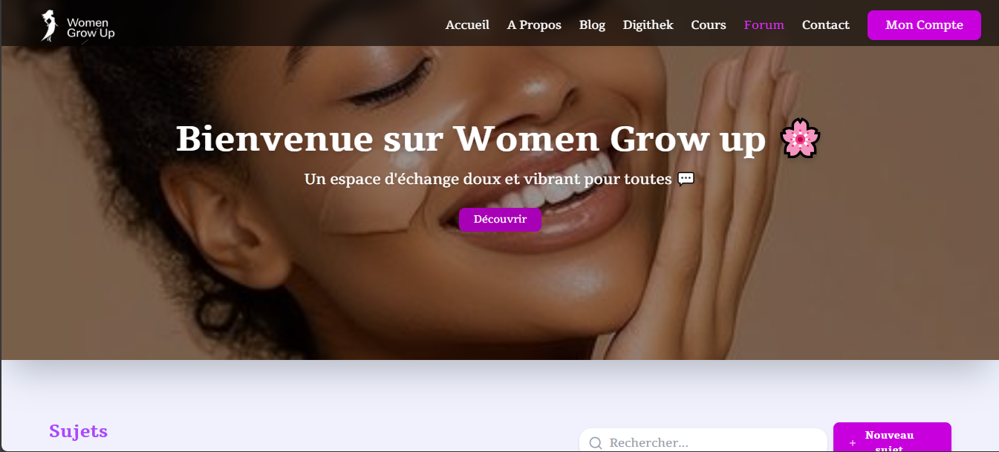 Women
Grow Up
Accueil A Propos Blog Digithek Cours Forum Contact Mon Compte
Bienvenue sur Women Grow up 🌸
Un espace d'échange doux et vibrant pour toutes 💬
Découvrir
Sujets
Rechercher...
+ Nouveau
sujet